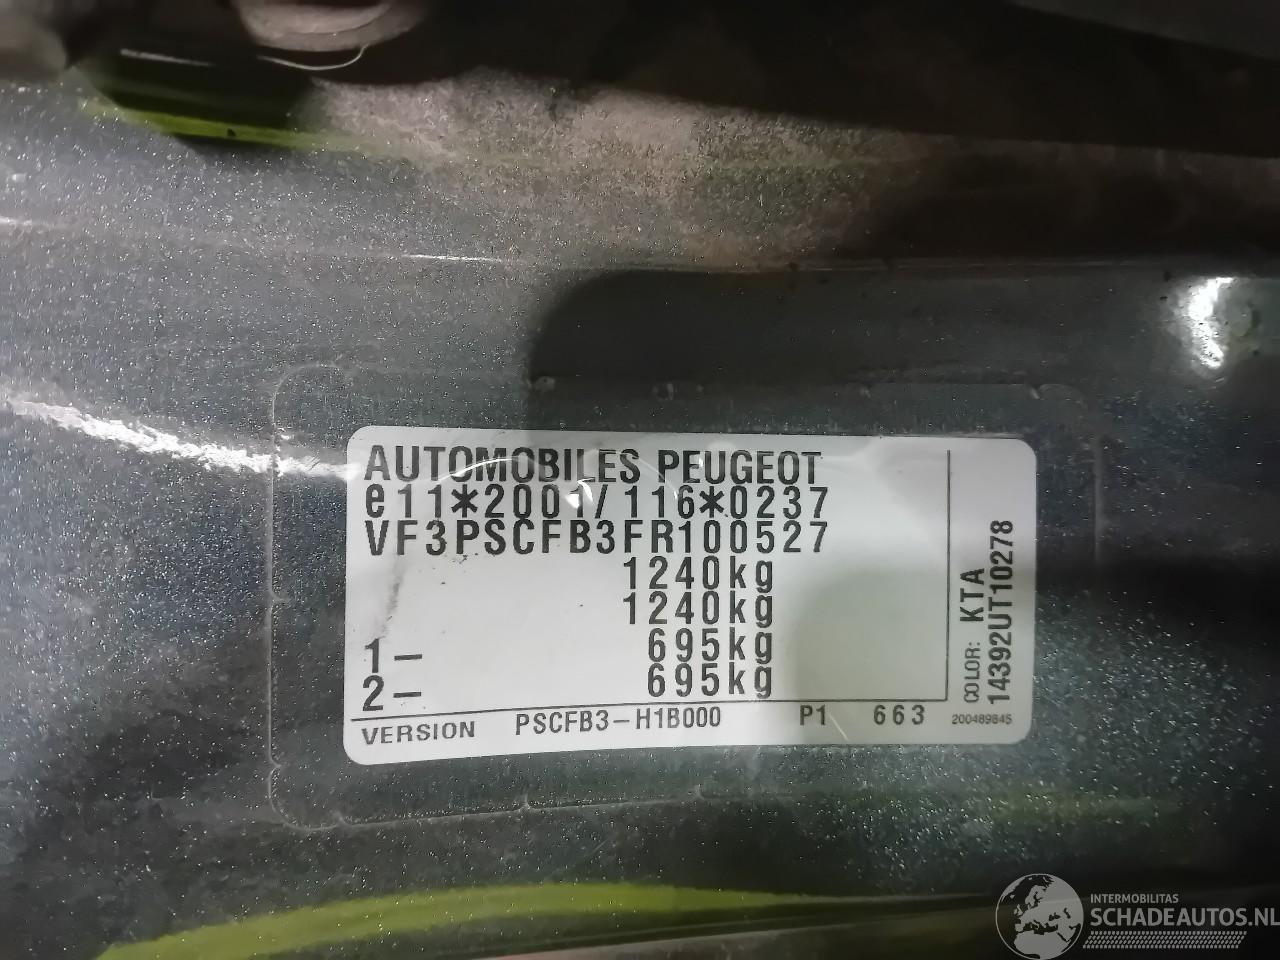 AUTOMOBILES PEUGEOT
e11*2001/116*0237
VF3PSCFB3FR100527
1240kg
1240kg
1- 695kg
2- 695kg
VERSION PSCFB3-H1B000 P1 663
COLOR: KTA
14392UT10278
200489845
INTERMOBILITAS
SCHADEAUTOS.NL